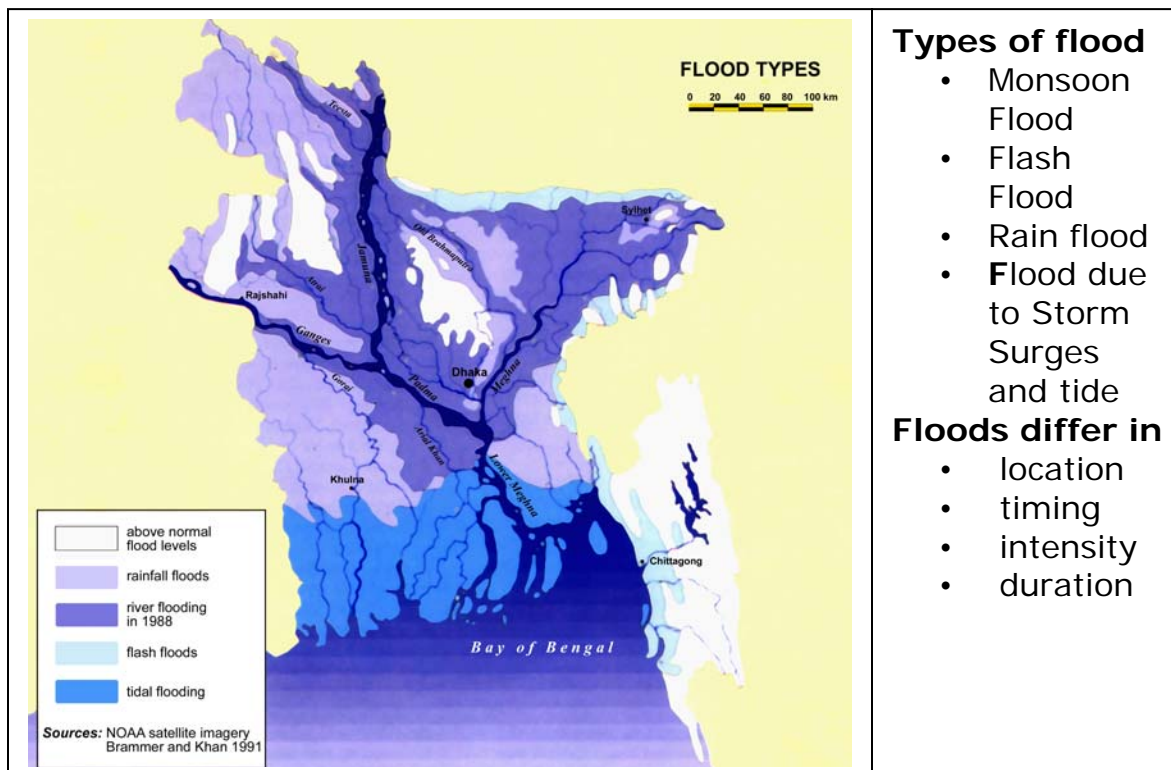 FLOOD TYPES
0 20 40 60 80 100 km
Teesta
Sylhet
Old Brahmaputra
Jamuna
Atrai
Rajshahi
Ganges
Dhaka
Meghna
Gorai
Padma
Arial Khan
Khulna
Lower Meghna
Chittagong
Bay of Bengal
above normal
flood levels
rainfall floods
river flooding
in 1988
flash floods
tidal flooding
Sources: NOAA satellite imagery
Brammer and Khan 1991
Types of flood
• Monsoon
Flood
• Flash
Flood
• Rain flood
• Flood due
to Storm
Surges
and tide
Floods differ in
• location
• timing
• intensity
• duration